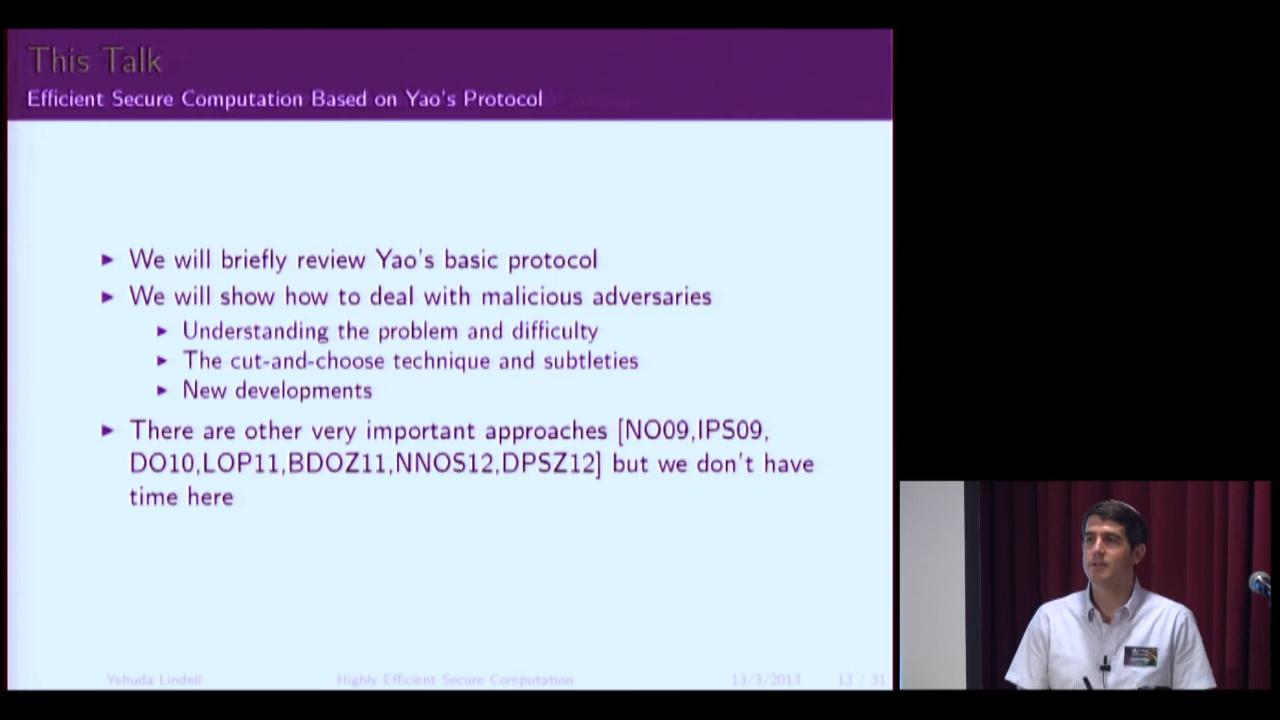 This Talk
Efficient Secure Computation Based on Yao's Protocol
► We will briefly review Yao's basic protocol
► We will show how to deal with malicious adversaries
► Understanding the problem and difficulty
► The cut-and-choose technique and subtleties
► New developments
► There are other very important approaches [NO09,IPS09,
DO10,LOP11,BDOZ11,NNOS12,DPSZ12] but we don't have
time here
Yehuda Lindell Highly Efficient Secure Computation 13/3/2013 13 / 31